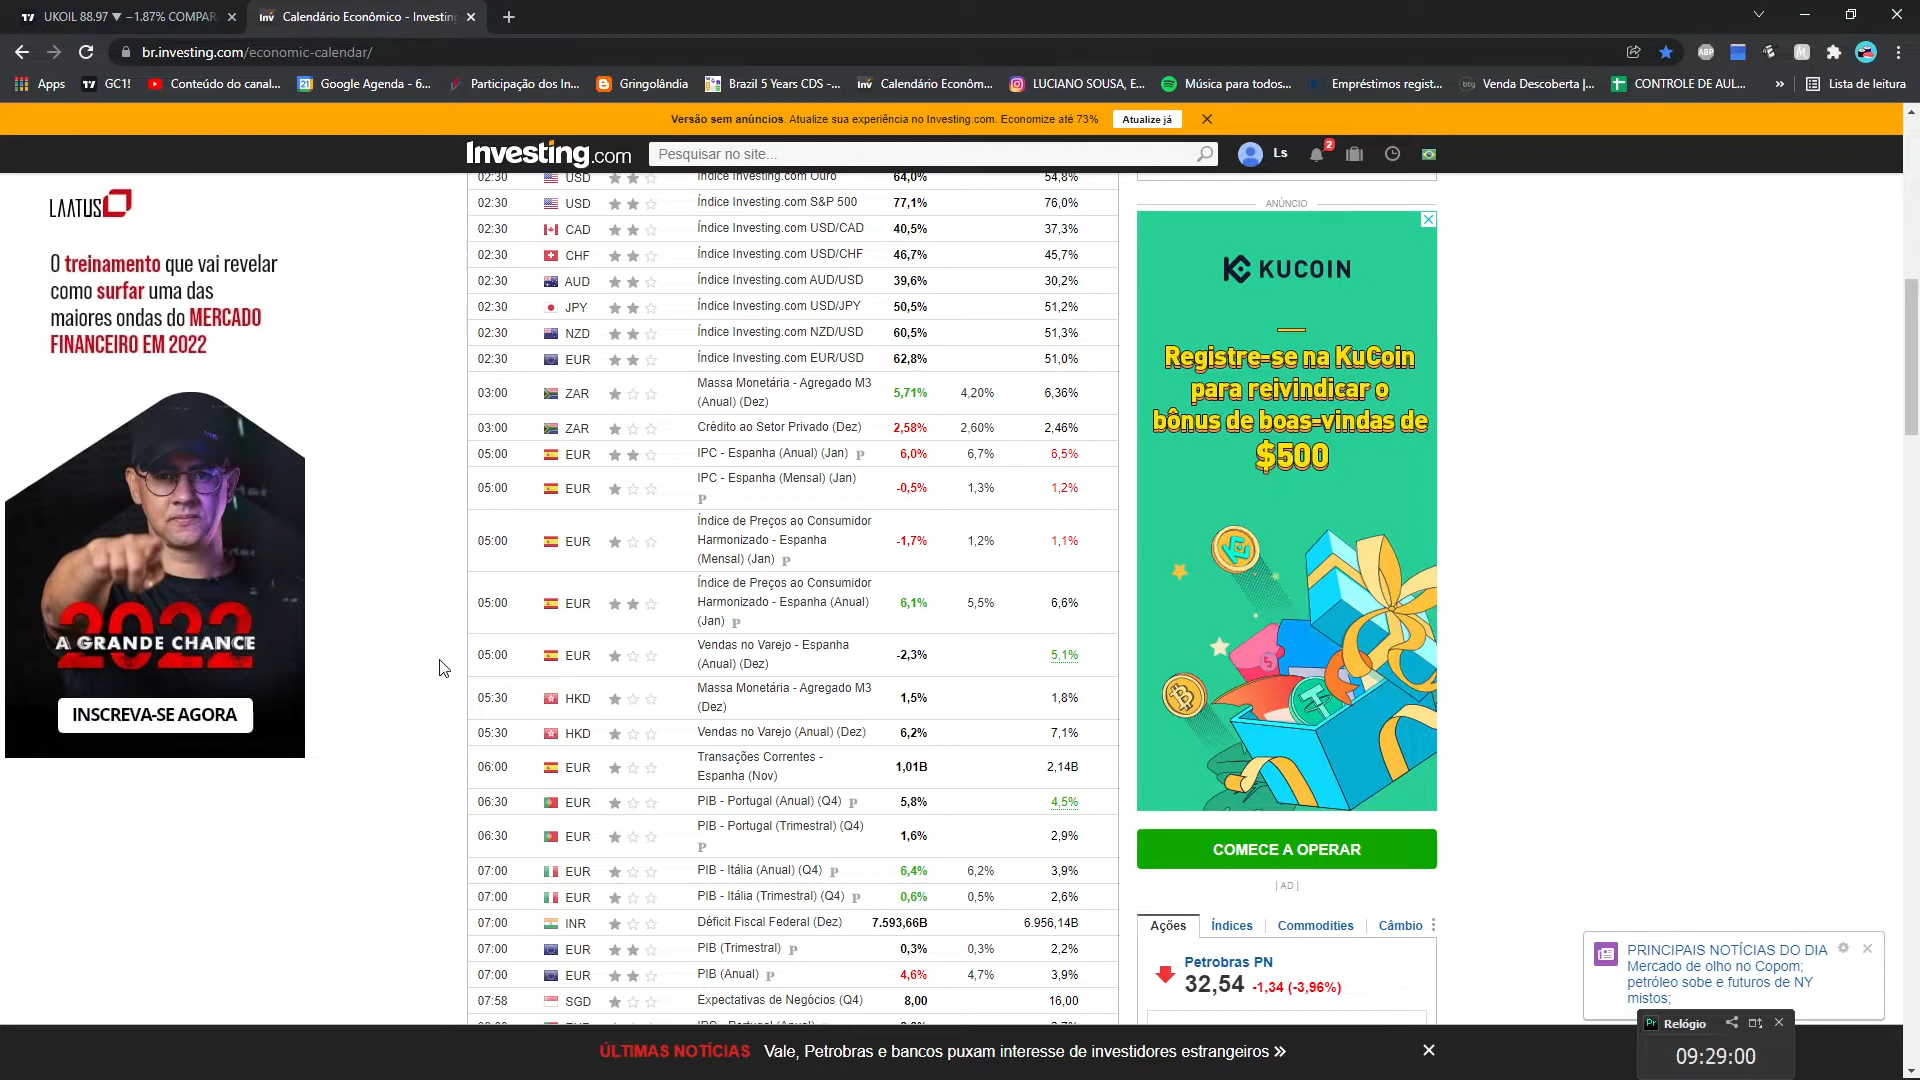 UKOIL 88.97 ▼ −1.87% COMPAR
Calendário Econômico - Investing
br.investing.com/economic-calendar/
Apps
GC1!
Conteúdo do canal...
Google Agenda - 6...
Participação dos In...
Gringolândia
Brazil 5 Years CDS -...
Calendário Econôm...
LUCIANO SOUSA, E...
Música para todos...
Empréstimos regist...
Venda Descoberta |...
CONTROLE DE AUL...
»
Lista de leitura
Versão sem anúncios. Atualize sua experiência no Investing.com. Economize até 73%
Atualize já
Investing.com
Pesquisar no site...
Ls
2
LAATUS
O treinamento que vai revelar
como surfar uma das
maiores ondas do MERCADO
FINANCEIRO EM 2022
2022
A GRANDE CHANCE
INSCREVA-SE AGORA
02:30 USD Índice Investing.com Ouro 64,0% 54,8%
02:30 USD Índice Investing.com S&P 500 77,1% 76,0%
02:30 CAD Índice Investing.com USD/CAD 40,5% 37,3%
02:30 CHF Índice Investing.com USD/CHF 46,7% 45,7%
02:30 AUD Índice Investing.com AUD/USD 39,6% 30,2%
02:30 JPY Índice Investing.com USD/JPY 50,5% 51,2%
02:30 NZD Índice Investing.com NZD/USD 60,5% 51,3%
02:30 EUR Índice Investing.com EUR/USD 62,8% 51,0%
03:00 ZAR Massa Monetária - Agregado M3
(Anual) (Dez) 5,71% 4,20% 6,36%
03:00 ZAR Crédito ao Setor Privado (Dez) 2,58% 2,60% 2,46%
05:00 EUR IPC - Espanha (Anual) (Jan) P 6,0% 6,7% 6,5%
05:00 EUR IPC - Espanha (Mensal) (Jan)
P -0,5% 1,3% 1,2%
05:00 EUR Índice de Preços ao Consumidor
Harmonizado - Espanha
(Mensal) (Jan) P -1,7% 1,2% 1,1%
05:00 EUR Índice de Preços ao Consumidor
Harmonizado - Espanha (Anual)
(Jan) P 6,1% 5,5% 6,6%
05:00 EUR Vendas no Varejo - Espanha
(Anual) (Dez) -2,3% 5,1%
05:30 HKD Massa Monetária - Agregado M3
(Dez) 1,5% 1,8%
05:30 HKD Vendas no Varejo (Anual) (Dez) 6,2% 7,1%
06:00 EUR Transações Correntes -
Espanha (Nov) 1,01B 2,14B
06:30 EUR PIB - Portugal (Anual) (Q4) P 5,8% 4,5%
06:30 EUR PIB - Portugal (Trimestral) (Q4)
P 1,6% 2,9%
07:00 EUR PIB - Itália (Anual) (Q4) P 6,4% 6,2% 3,9%
07:00 EUR PIB - Itália (Trimestral) (Q4) P 0,6% 0,5% 2,6%
07:00 INR Déficit Fiscal Federal (Dez) 7.593,66B 6.956,14B
07:00 EUR PIB (Trimestral) P 0,3% 0,3% 2,2%
07:00 EUR PIB (Anual) P 4,6% 4,7% 3,9%
07:58 SGD Expectativas de Negócios (Q4) 8,00 16,00
ANÚNCIO
KUCOIN
Registre-se na KuCoin
para reivindicar o
bônus de boas-vindas de
$500
COMECE A OPERAR
| AD |
Ações Índices Commodities Câmbio
Petrobras PN
32,54 -1,34 (-3,96%)
PRINCIPAIS NOTÍCIAS DO DIA
Mercado de olho no Copom;
petróleo sobe e futuros de NY
mistos;
Pr Relógio
09:29:00
ÚLTIMAS NOTÍCIAS Vale, Petrobras e bancos puxam interesse de investidores estrangeiros »